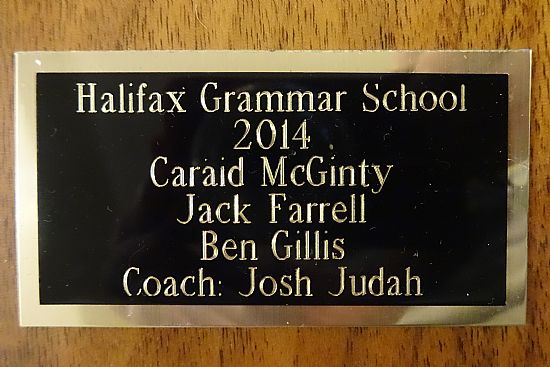 Halifax Grammar School
2014
Caraid McGinty
Jack Farrell
Ben Gillis
Coach: Josh Judah